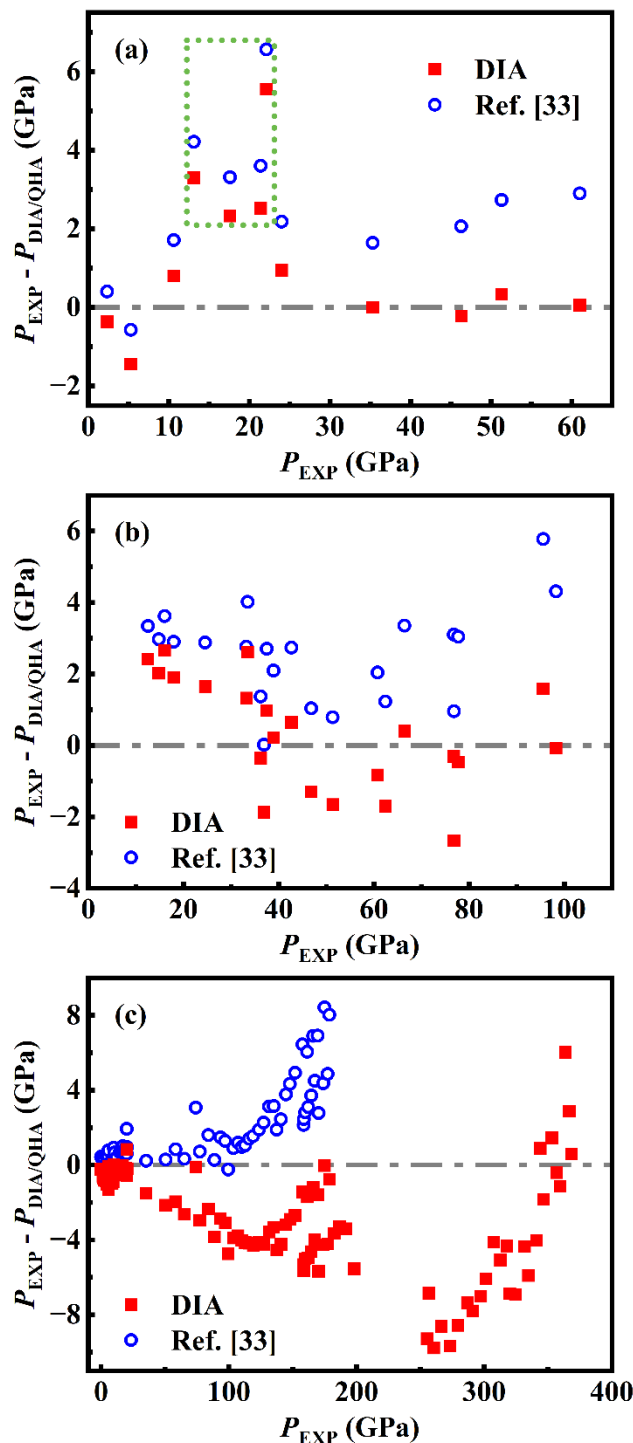 (a)
DIA
Ref. [33]
6
4
2
0
−2
P_EXP - P_DIA/QHA (GPa)
0 10 20 30 40 50 60
P_EXP (GPa)
(b)
DIA
Ref. [33]
6
4
2
0
−2
−4
P_EXP - P_DIA/QHA (GPa)
0 20 40 60 80 100
P_EXP (GPa)
(c)
DIA
Ref. [33]
8
4
0
−4
−8
P_EXP - P_DIA/QHA (GPa)
0 100 200 300 400
P_EXP (GPa)